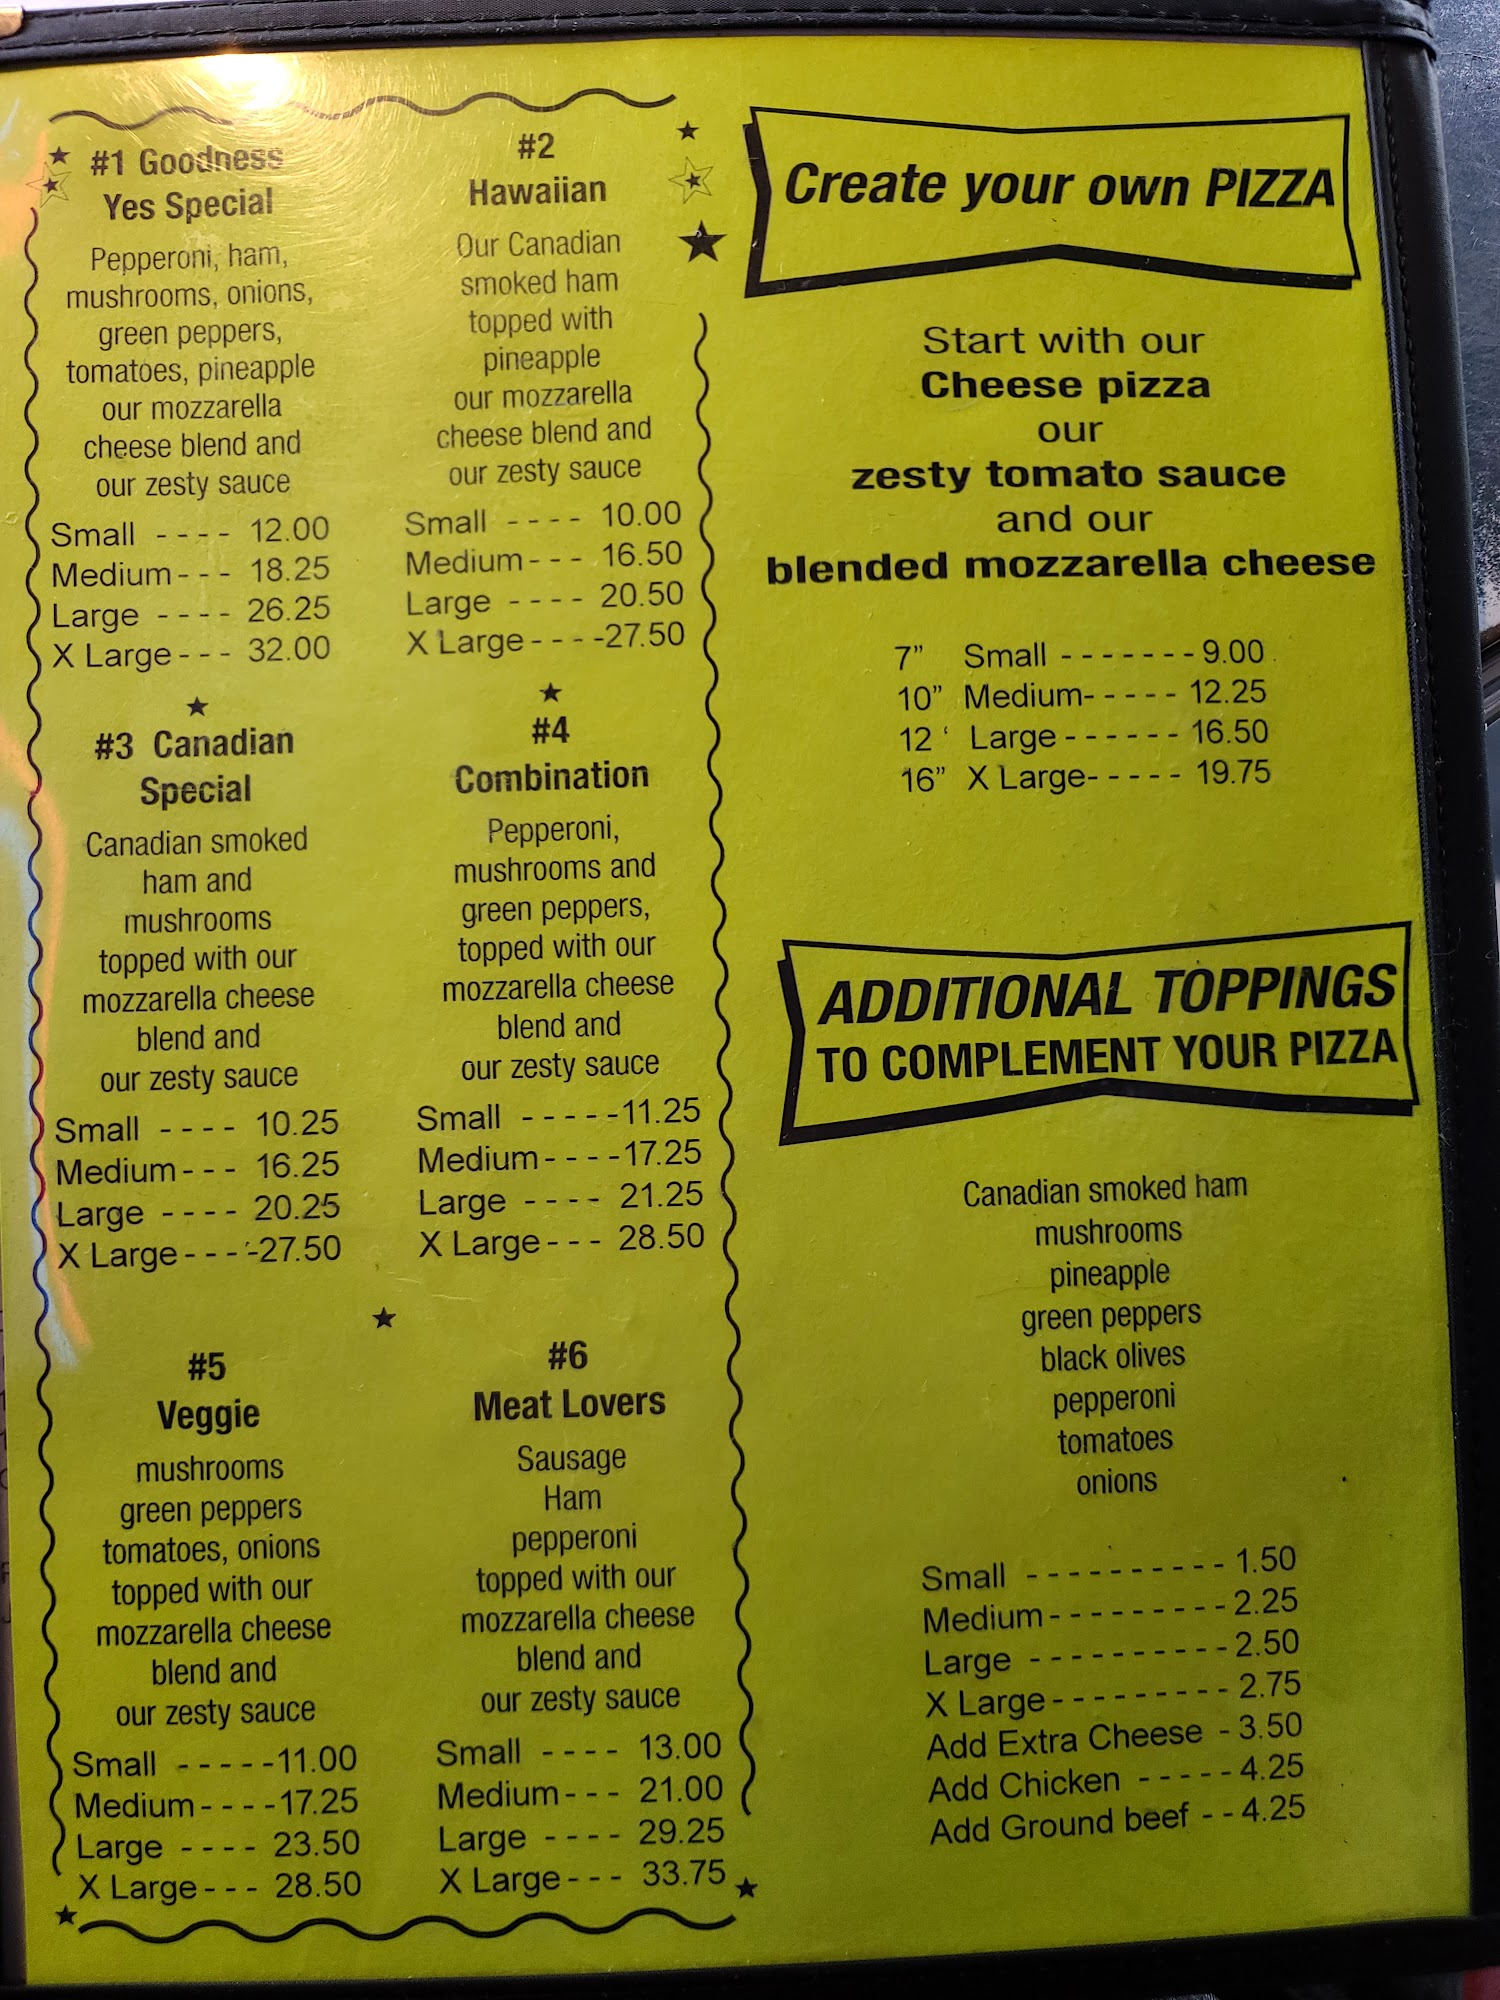 #1 Goodness
Yes Special
Pepperoni, ham,
mushrooms, onions,
green peppers,
tomatoes, pineapple
our mozzarella
cheese blend and
our zesty sauce
Small ---- 12.00
Medium--- 18.25
Large ---- 26.25
X Large--- 32.00
#2
Hawaiian
Our Canadian
smoked ham
topped with
pineapple
our mozzarella
cheese blend and
our zesty sauce
Small ---- 10.00
Medium--- 16.50
Large ---- 20.50
X Large----27.50
#3 Canadian
Special
Canadian smoked
ham and
mushrooms
topped with our
mozzarella cheese
blend and
our zesty sauce
Small ---- 10.25
Medium--- 16.25
Large ---- 20.25
X Large----27.50
#4
Combination
Pepperoni,
mushrooms and
green peppers,
topped with our
mozzarella cheese
blend and
our zesty sauce
Small -----11.25
Medium----17.25
Large ---- 21.25
X Large--- 28.50
#5
Veggie
mushrooms
green peppers
tomatoes, onions
topped with our
mozzarella cheese
blend and
our zesty sauce
Small -----11.00
Medium----17.25
Large ---- 23.50
X Large--- 28.50
#6
Meat Lovers
Sausage
Ham
pepperoni
topped with our
mozzarella cheese
blend and
our zesty sauce
Small ---- 13.00
Medium--- 21.00
Large ---- 29.25
X Large--- 33.75
Create your own PIZZA
Start with our
Cheese pizza
our
zesty tomato sauce
and our
blended mozzarella cheese
7” Small -------9.00
10” Medium----- 12.25
12 ‘ Large ------ 16.50
16” X Large----- 19.75
ADDITIONAL TOPPINGS
TO COMPLEMENT YOUR PIZZA
Canadian smoked ham
mushrooms
pineapple
green peppers
black olives
pepperoni
tomatoes
onions
Small ---------- 1.50
Medium--------- 2.25
Large ---------- 2.50
X Large--------- 2.75
Add Extra Cheese - 3.50
Add Chicken ----- 4.25
Add Ground beef -- 4.25